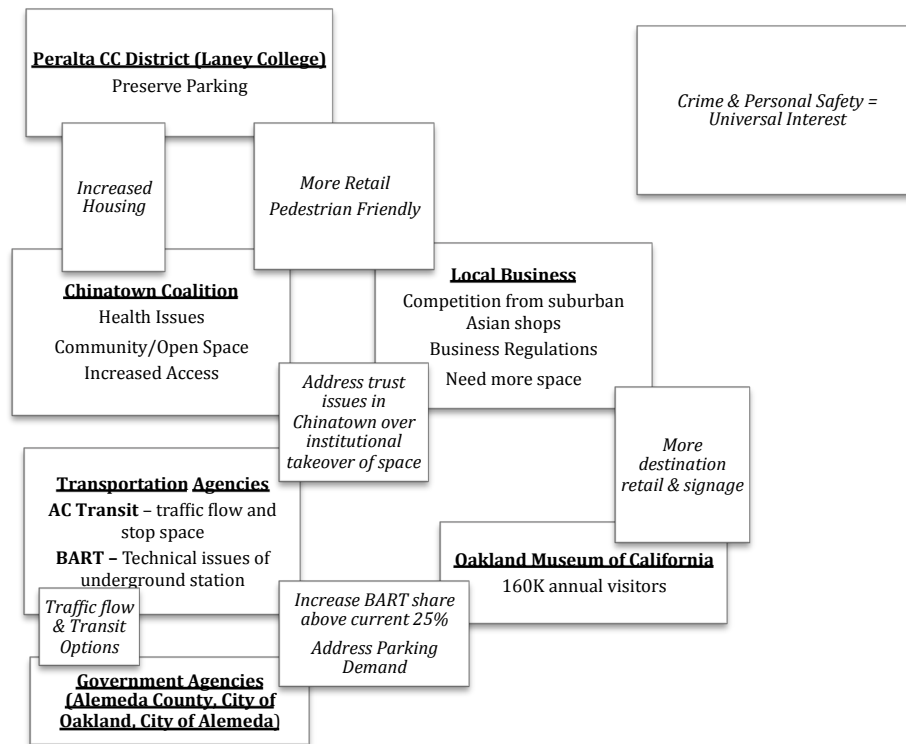 Peralta CC District (Laney College)
Preserve Parking
Crime & Personal Safety =
Universal Interest
Increased
Housing
More Retail
Pedestrian Friendly
Chinatown Coalition
Health Issues
Community/Open Space
Increased Access
Local Business
Competition from suburban
Asian shops
Business Regulations
Need more space
Address trust
issues in
Chinatown over
institutional
takeover of space
More
destination
retail & signage
Transportation Agencies
AC Transit – traffic flow and
stop space
BART – Technical issues of
underground station
Oakland Museum of California
160K annual visitors
Traffic flow
& Transit
Options
Increase BART share
above current 25%
Address Parking
Demand
Government Agencies
(Alemeda County, City of
Oakland, City of Alameda)